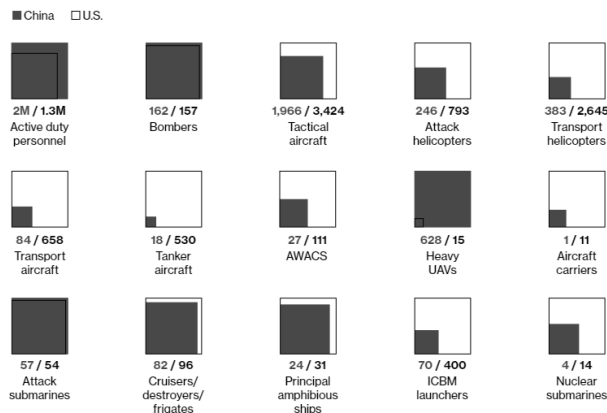 China U.S.
2M / 1.3M
Active duty
personnel
162 / 157
Bombers
1,966 / 3,424
Tactical
aircraft
246 / 793
Attack
helicopters
383 / 2,645
Transport
helicopters
84 / 658
Transport
aircraft
18 / 530
Tanker
aircraft
27 / 111
AWACS
628 / 15
Heavy
UAVs
1 / 11
Aircraft
carriers
57 / 54
Attack
submarines
82 / 96
Cruisers/
destroyers/
frigates
24 / 31
Principal
amphibious
ships
70 / 400
ICBM
launchers
4 / 14
Nuclear
submarines